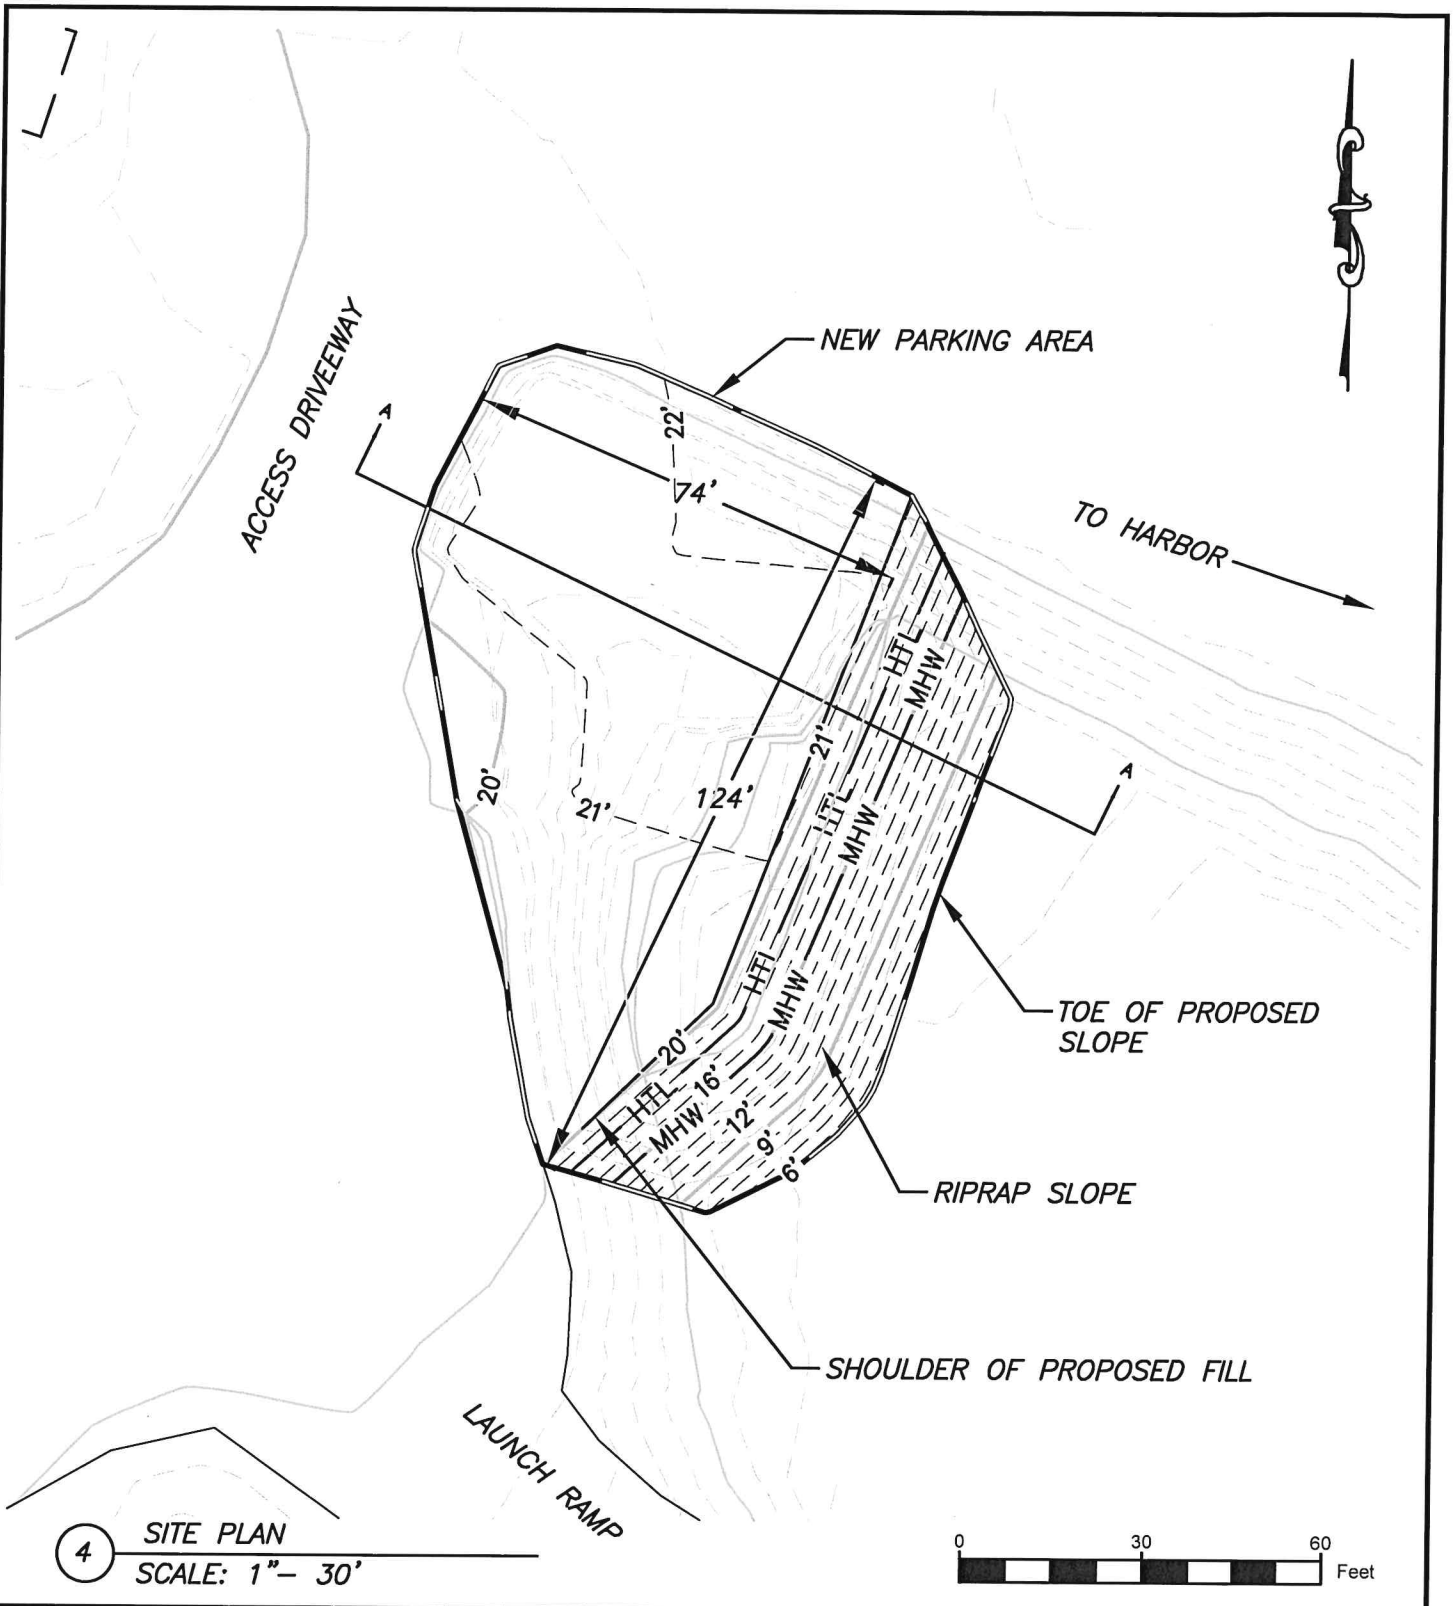 NEW PARKING AREA
ACCESS DRIVEEWAY
A
22'
74'
TO HARBOR
HTL
MHW
21'
A
20'
124'
21'
HTL
MHW
HTL
MHW
TOE OF PROPOSED
SLOPE
20'
HTL 16'
MHW 12'
9'
6'
RIPRAP SLOPE
SHOULDER OF PROPOSED FILL
LAUNCH RAMP
4 SITE PLAN
SCALE: 1"- 30'
0 30 60
Feet